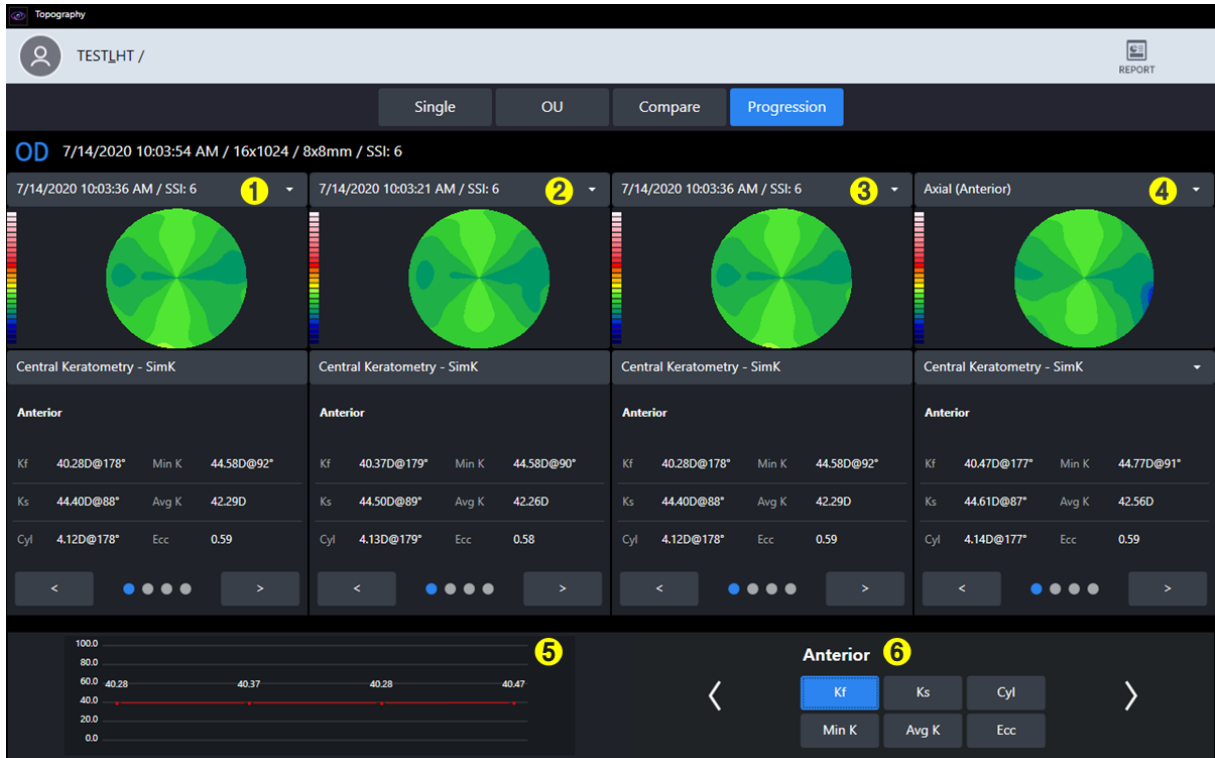 Topography
TESTLHT /
REPORT
Single OU Compare Progression
OD 7/14/2020 10:03:54 AM / 16x1024 / 8x8mm / SSI: 6
7/14/2020 10:03:36 AM / SSI: 6 1 7/14/2020 10:03:21 AM / SSI: 6 2 7/14/2020 10:03:36 AM / SSI: 6 3 Axial (Anterior) 4
Central Keratometry - SimK Central Keratometry - SimK Central Keratometry - SimK Central Keratometry - SimK
Anterior Anterior Anterior Anterior
Kf 40.28D@178° Min K 44.58D@92° Kf 40.37D@179° Min K 44.58D@90° Kf 40.28D@178° Min K 44.58D@92° Kf 40.47D@177° Min K 44.77D@91°
Ks 44.40D@88° Avg K 42.29D Ks 44.50D@89° Avg K 42.26D Ks 44.40D@88° Avg K 42.29D Ks 44.61D@87° Avg K 42.56D
Cyl 4.12D@178° Ecc 0.59 Cyl 4.13D@179° Ecc 0.58 Cyl 4.12D@178° Ecc 0.59 Cyl 4.14D@177° Ecc 0.59
< > < > < > < >
100.0 5
80.0
60.0 40.28 40.37 40.28 40.47
40.0
20.0
0.0
Anterior 6
Kf Ks Cyl
Min K Avg K Ecc